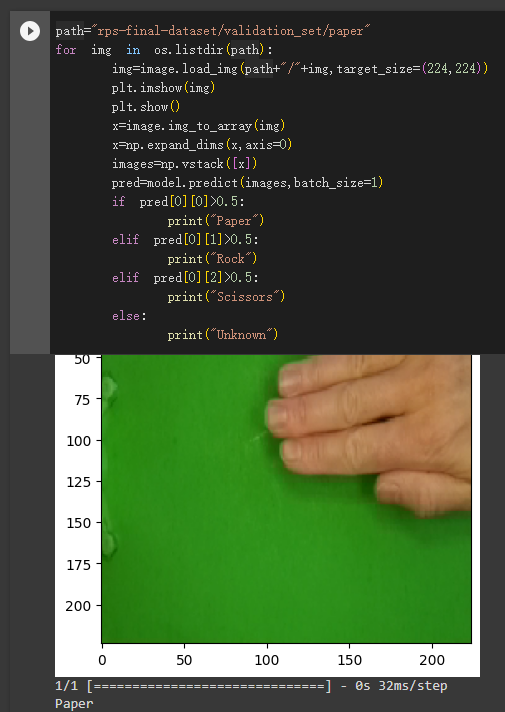 path="rps-final-dataset/validation_set/paper"
for img in os.listdir(path):
img=image.load_img(path+"/"+img,target_size=(224,224))
plt.imshow(img)
plt.show()
x=image.img_to_array(img)
x=np.expand_dims(x,axis=0)
images=np.vstack([x])
pred=model.predict(images,batch_size=1)
if pred[0][0]>0.5:
print("Paper")
elif pred[0][1]>0.5:
print("Rock")
elif pred[0][2]>0.5:
print("Scissors")
else:
print("Unknown")
50
75
100
125
150
175
200
0 50 100 150 200
1/1 [==============================] - 0s 32ms/step
Paper